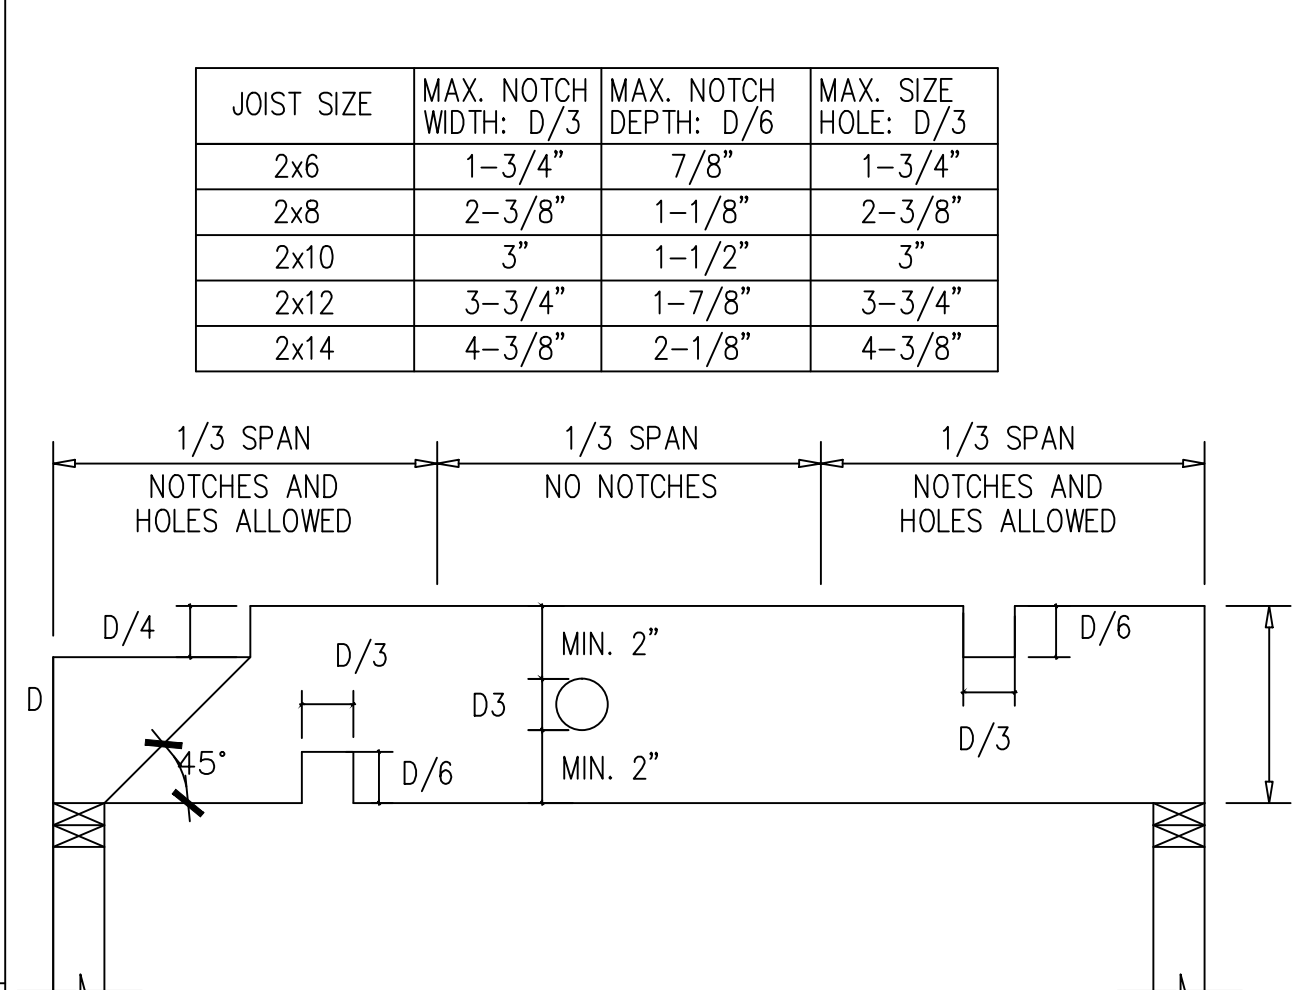 JOIST SIZE
MAX. NOTCH
WIDTH: D/3
MAX. NOTCH
DEPTH: D/6
MAX. SIZE
HOLE: D/3
2x6 1-3/4" 7/8" 1-3/4"
2x8 2-3/8" 1-1/8" 2-3/8"
2x10 3" 1-1/2" 3"
2x12 3-3/4" 1-7/8" 3-3/4"
2x14 4-3/8" 2-1/8" 4-3/8"
1/3 SPAN
NOTCHES AND
HOLES ALLOWED
1/3 SPAN
NO NOTCHES
1/3 SPAN
NOTCHES AND
HOLES ALLOWED
D/4
D/3
MIN. 2"
D/6
D
D3
D/3
45°
D/6
MIN. 2"